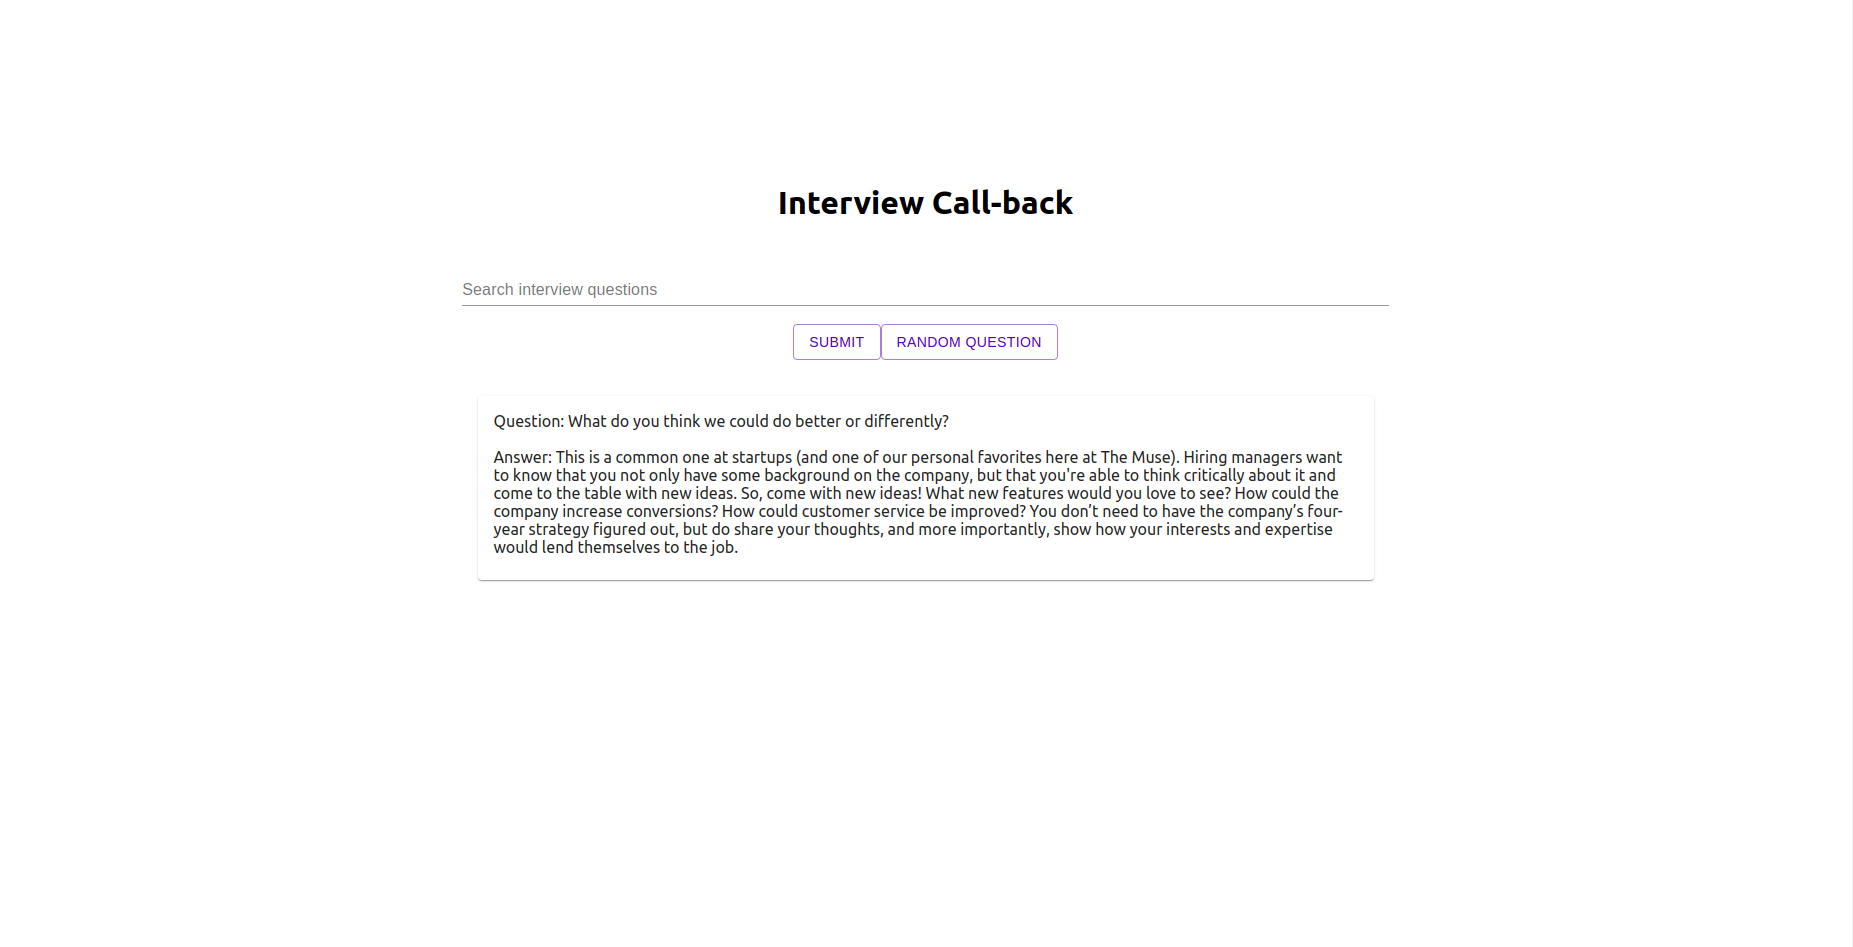 Interview Call-back
Search interview questions
SUBMIT
RANDOM QUESTION
Question: What do you think we could do better or differently?
Answer: This is a common one at startups (and one of our personal favorites here at The Muse). Hiring managers want
to know that you not only have some background on the company, but that you're able to think critically about it and
come to the table with new ideas. So, come with new ideas! What new features would you love to see? How could the
company increase conversions? How could customer service be improved? You don’t need to have the company’s four-
year strategy figured out, but do share your thoughts, and more importantly, show how your interests and expertise
would lend themselves to the job.